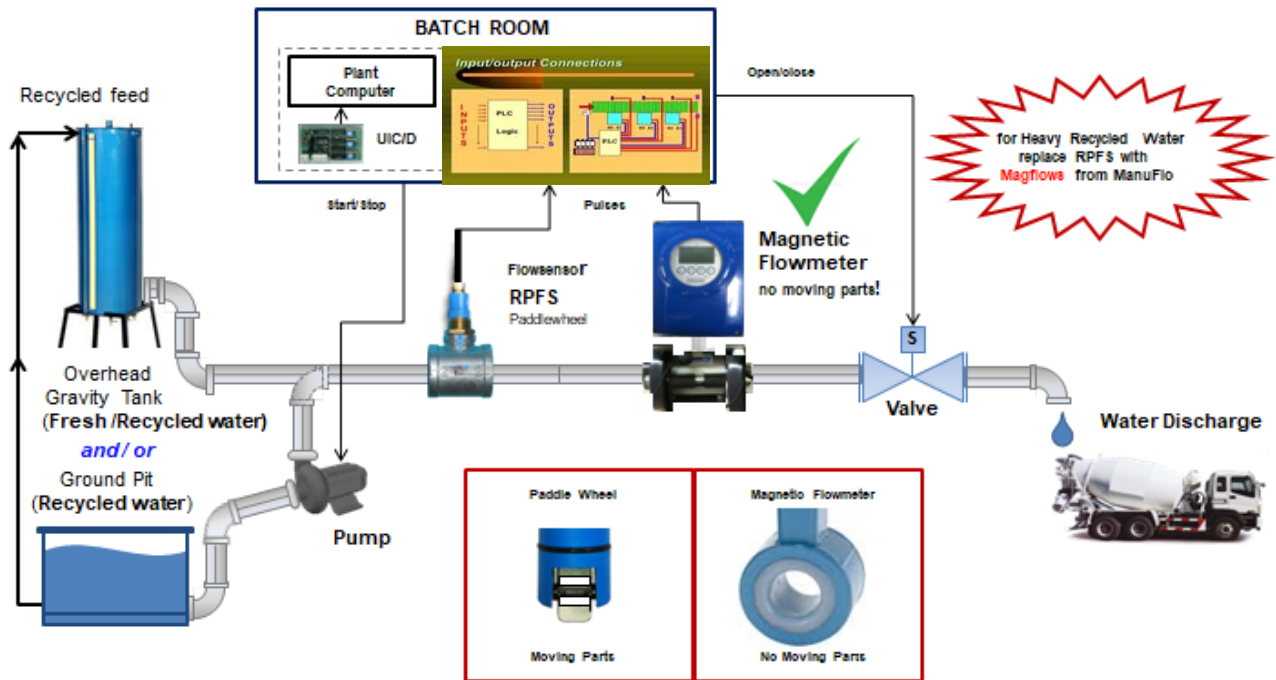 BATCH ROOM
Plant
Computer
UIC/D
Input/output Connections
INPUTS
PLC
Logic
OUTPUTS
PLC
Open/close
Recycled feed
for Heavy Recycled Water
replace RPFS with
Magflows from ManuFlo
Start/Stop
Pulses
Flowsensor
RPFS
Paddlewheel
Magnetic
Flowmeter
no moving parts!
S
Valve
Overhead
Gravity Tank
(Fresh/Recycled water)
and/ or
Ground Pit
(Recycled water)
Pump
Water Discharge
Paddle Wheel
Moving Parts
Magnetic Flowmeter
No Moving Parts